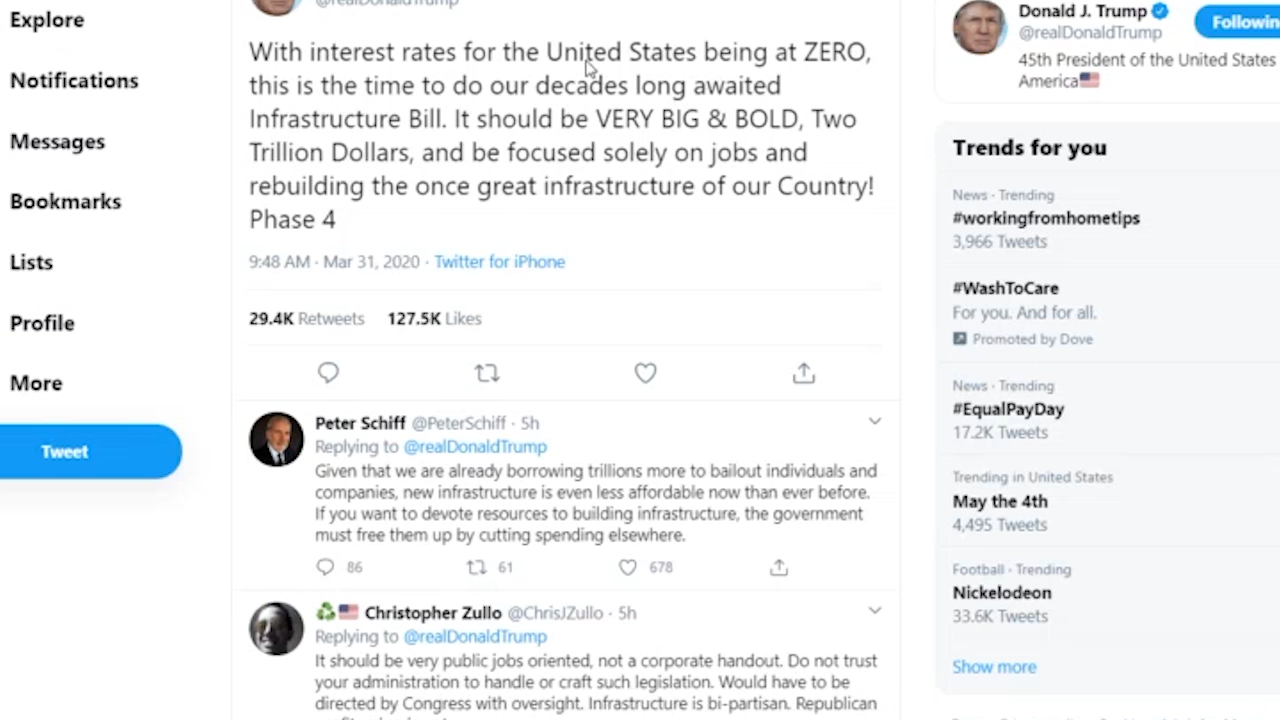 Explore
Notifications
Messages
Bookmarks
Lists
Profile
More
Tweet
@realDonaldTrump
With interest rates for the United States being at ZERO,
this is the time to do our decades long awaited
Infrastructure Bill. It should be VERY BIG & BOLD, Two
Trillion Dollars, and be focused solely on jobs and
rebuilding the once great infrastructure of our Country!
Phase 4
9:48 AM · Mar 31, 2020 · Twitter for iPhone
29.4K Retweets 127.5K Likes
Peter Schiff @PeterSchiff · 5h
Replying to @realDonaldTrump
Given that we are already borrowing trillions more to bailout individuals and
companies, new infrastructure is even less affordable now than ever before.
If you want to devote resources to building infrastructure, the government
must free them up by cutting spending elsewhere.
86 61 678
Christopher Zullo @ChrisJZullo · 5h
Replying to @realDonaldTrump
It should be very public jobs oriented, not a corporate handout. Do not trust
your administration to handle or craft such legislation. Would have to be
directed by Congress with oversight. Infrastructure is bi-partisan. Republican
Donald J. Trump
@realDonaldTrump
Followin
45th President of the United States
America
Trends for you
News · Trending
#workingfromhometips
3,966 Tweets
#WashToCare
For you. And for all.
Promoted by Dove
News · Trending
#EqualPayDay
17.2K Tweets
Trending in United States
May the 4th
4,495 Tweets
Football · Trending
Nickelodeon
33.6K Tweets
Show more